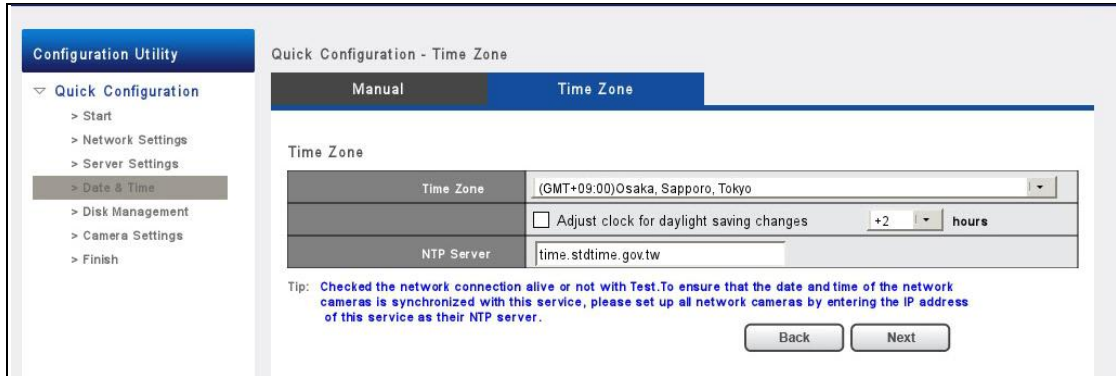 Configuration Utility
Quick Configuration
> Start
> Network Settings
> Server Settings
> Date & Time
> Disk Management
> Camera Settings
> Finish
Quick Configuration - Time Zone
Manual Time Zone
Time Zone
Time Zone (GMT+09:00)Osaka, Sapporo, Tokyo
Adjust clock for daylight saving changes +2 hours
NTP Server time.stdtime.gov.tw
Tip: Checked the network connection alive or not with Test.To ensure that the date and time of the network
cameras is synchronized with this service, please set up all network cameras by entering the IP address
of this service as their NTP server.
Back Next